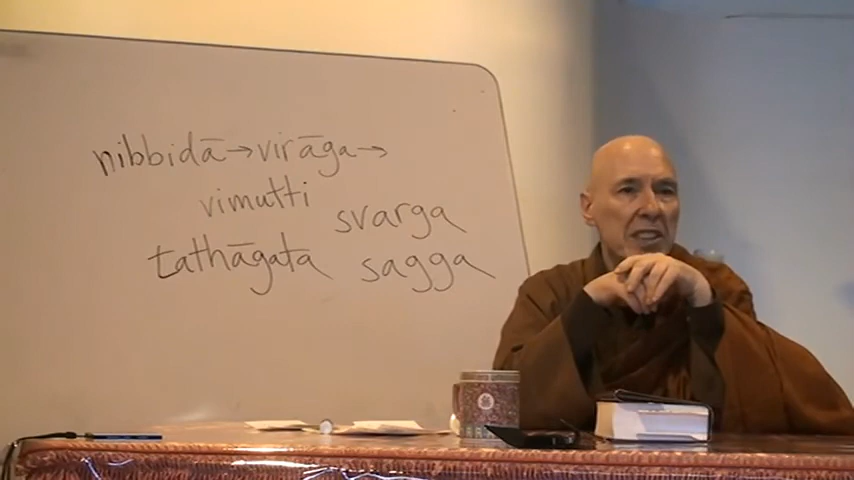 nibbidā→virāga→
vimutti
svarga
tathāgata
sagga